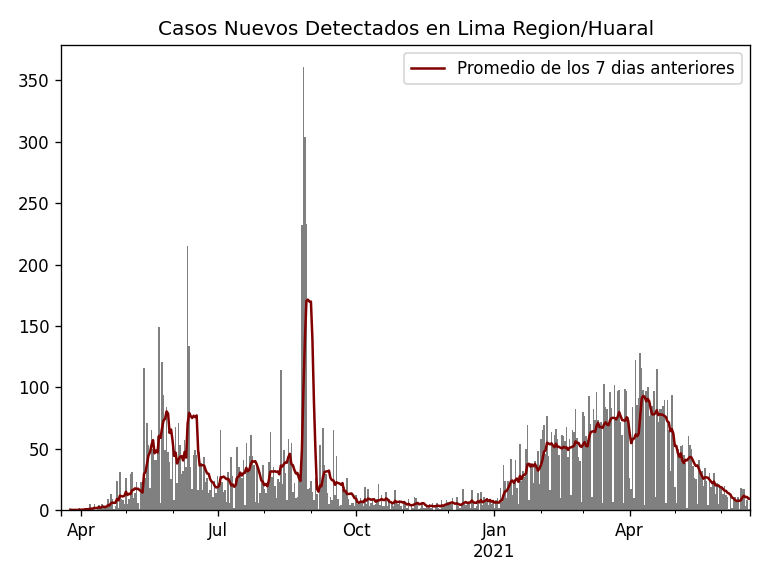 Casos Nuevos Detectados en Lima Region/Huaral
Promedio de los 7 dias anteriores
350
300
250
200
150
100
50
0
Apr
Jul
Oct
Jan
2021
Apr